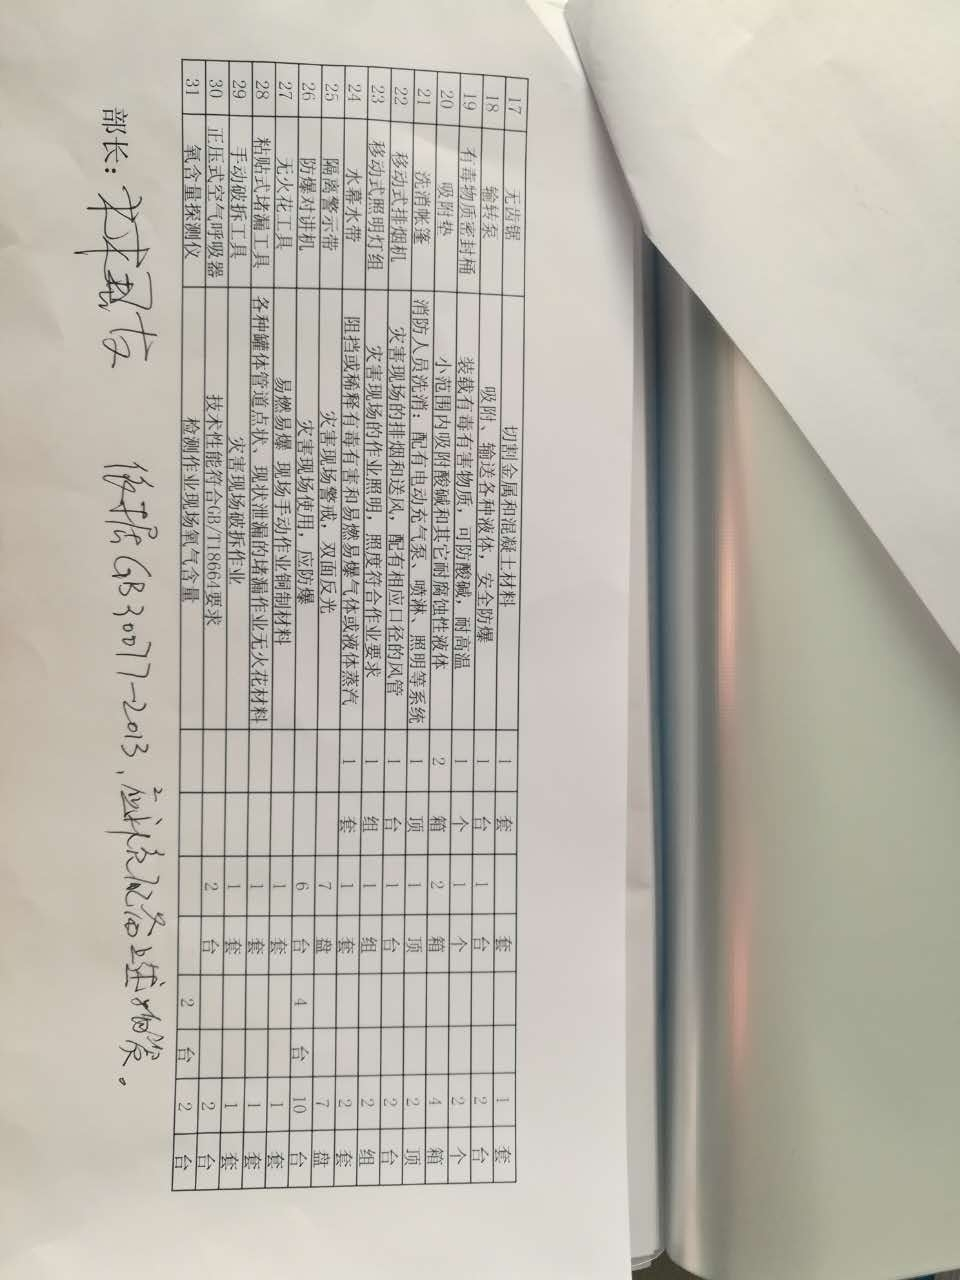 17 无齿锯 切割金属和混凝土材料 1 套 套 1 套
18 输转泵 吸附、输送各种液体，安全防爆 1 台 1 台 2 台
19 有毒物质密封桶 装载有毒有害物质，可防酸碱，耐高温 1 个 1 个 2 个
20 吸附垫 小范围内吸附酸碱和其它耐腐蚀性液体 2 箱 2 箱 4 箱
21 洗消帐篷 消防人员洗消；配有电动充气泵、喷淋、照明等系统 1 顶 1 顶 2 顶
22 移动式排烟机 灾害现场的排烟和送风，配有相应口径的风管 1 台 1 台 2 台
23 移动式照明灯组 灾害现场的作业照明，照度符合作业要求 1 组 1 组 2 组
24 水幕水带 阻挡或稀释有毒有害和易燃易爆气体或液体蒸汽 1 套 1 套 2 套
25 隔离警示带 灾害现场警戒，双面反光 7 盘 7 盘
26 防爆对讲机 灾害现场使用，应防爆 6 台 4 台 10 台
27 无火化工具 易燃易爆 现场手动作业铜制材料 1 套 1 套
28 粘贴式堵漏工具 各种罐体管道点状、现状泄漏的堵漏作业无火花材料 1 套 1 套
29 手动破拆工具 灾害现场破拆作业 1 套 1 套
30 正压式空气呼吸器 技术性能符合GB/T18664要求 2 台 2 台
31 氧含量探测仪 检测作业现场氧气含量 2 台 2 台
部长： 依据GB30077-2013、应补充配备上述物资。